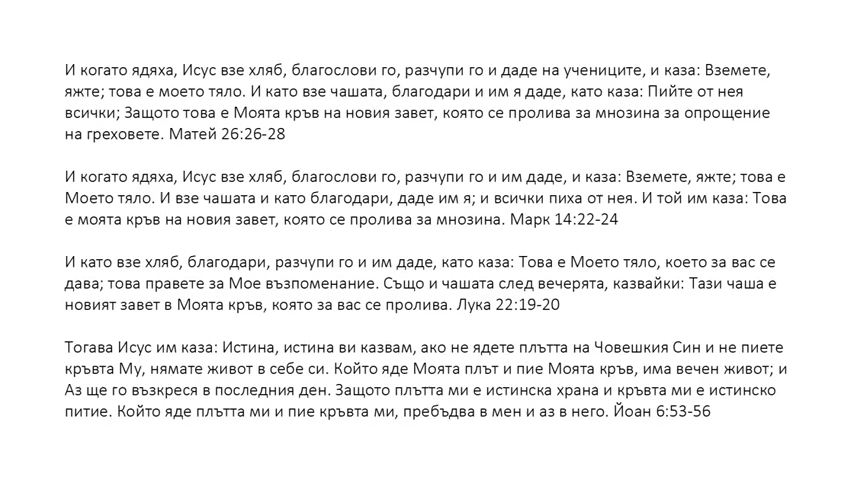 И когато ядяха, Исус взе хляб, благослови го, разчупи го и даде на учениците, и каза: Вземете,
яжте; това е моето тяло. И като взе чашата, благодари и им я даде, като каза: Пийте от нея
всички; Защото това е Моята кръв на новия завет, която се пролива за мнозина за опрощение
на греховете. Матей 26:26-28
И когато ядяха, Исус взе хляб, благослови го, разчупи го и им даде, и каза: Вземете, яжте; това е
Моето тяло. И взе чашата и като благодари, даде им я; и всички пиха от нея. И той им каза: Това
е моята кръв на новия завет, която се пролива за мнозина. Марк 14:22-24
И като взе хляб, благодари, разчупи го и им даде, като каза: Това е Моето тяло, което за вас се
дава; това правете за Мое възпоменание. Също и чашата след вечерята, казвайки: Тази чаша е
новият завет в Моята кръв, която за вас се пролива. Лука 22:19-20
Тогава Исус им каза: Истина, истина ви казвам, ако не ядете плътта на Човешкия Син и не пиете
кръвта Му, нямате живот в себе си. Който яде Моята плът и пие Моята кръв, има вечен живот; и
Аз ще го възкреся в последния ден. Защото плътта ми е истинска храна и кръвта ми е истинско
питие. Който яде плътта ми и пие кръвта ми, пребъдва в мен и аз в него. Йоан 6:53-56